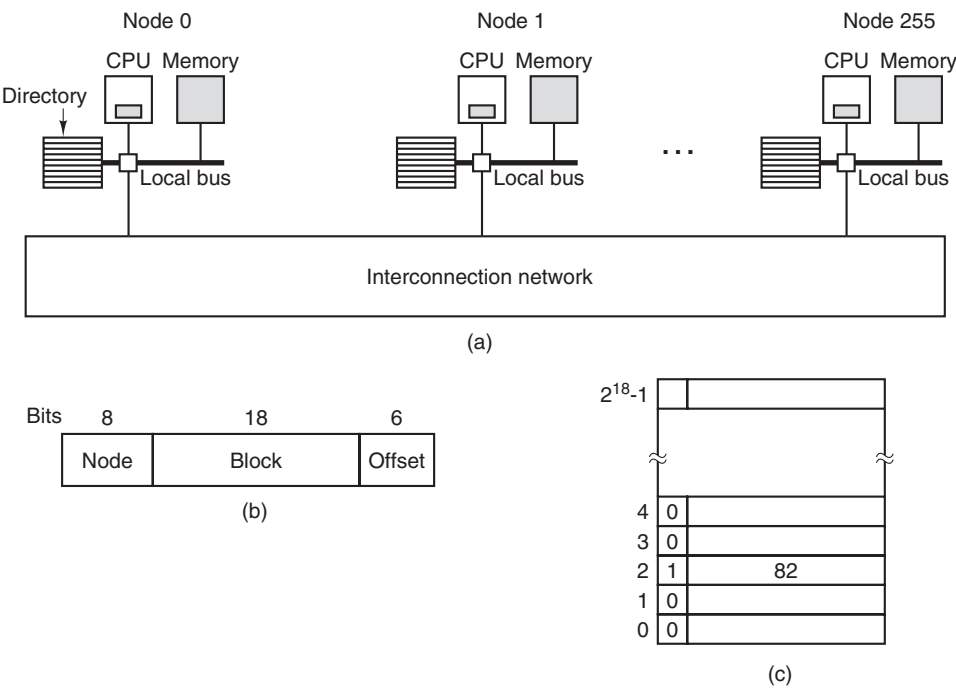 Node 0 Node 1 Node 255
CPU Memory CPU Memory CPU Memory
Directory
...
Local bus Local bus Local bus
Interconnection network
(a)
2^18-1
Bits 8 18 6
Node Block Offset
(b)
4 0
3 0
2 1 82
1 0
0 0
(c)